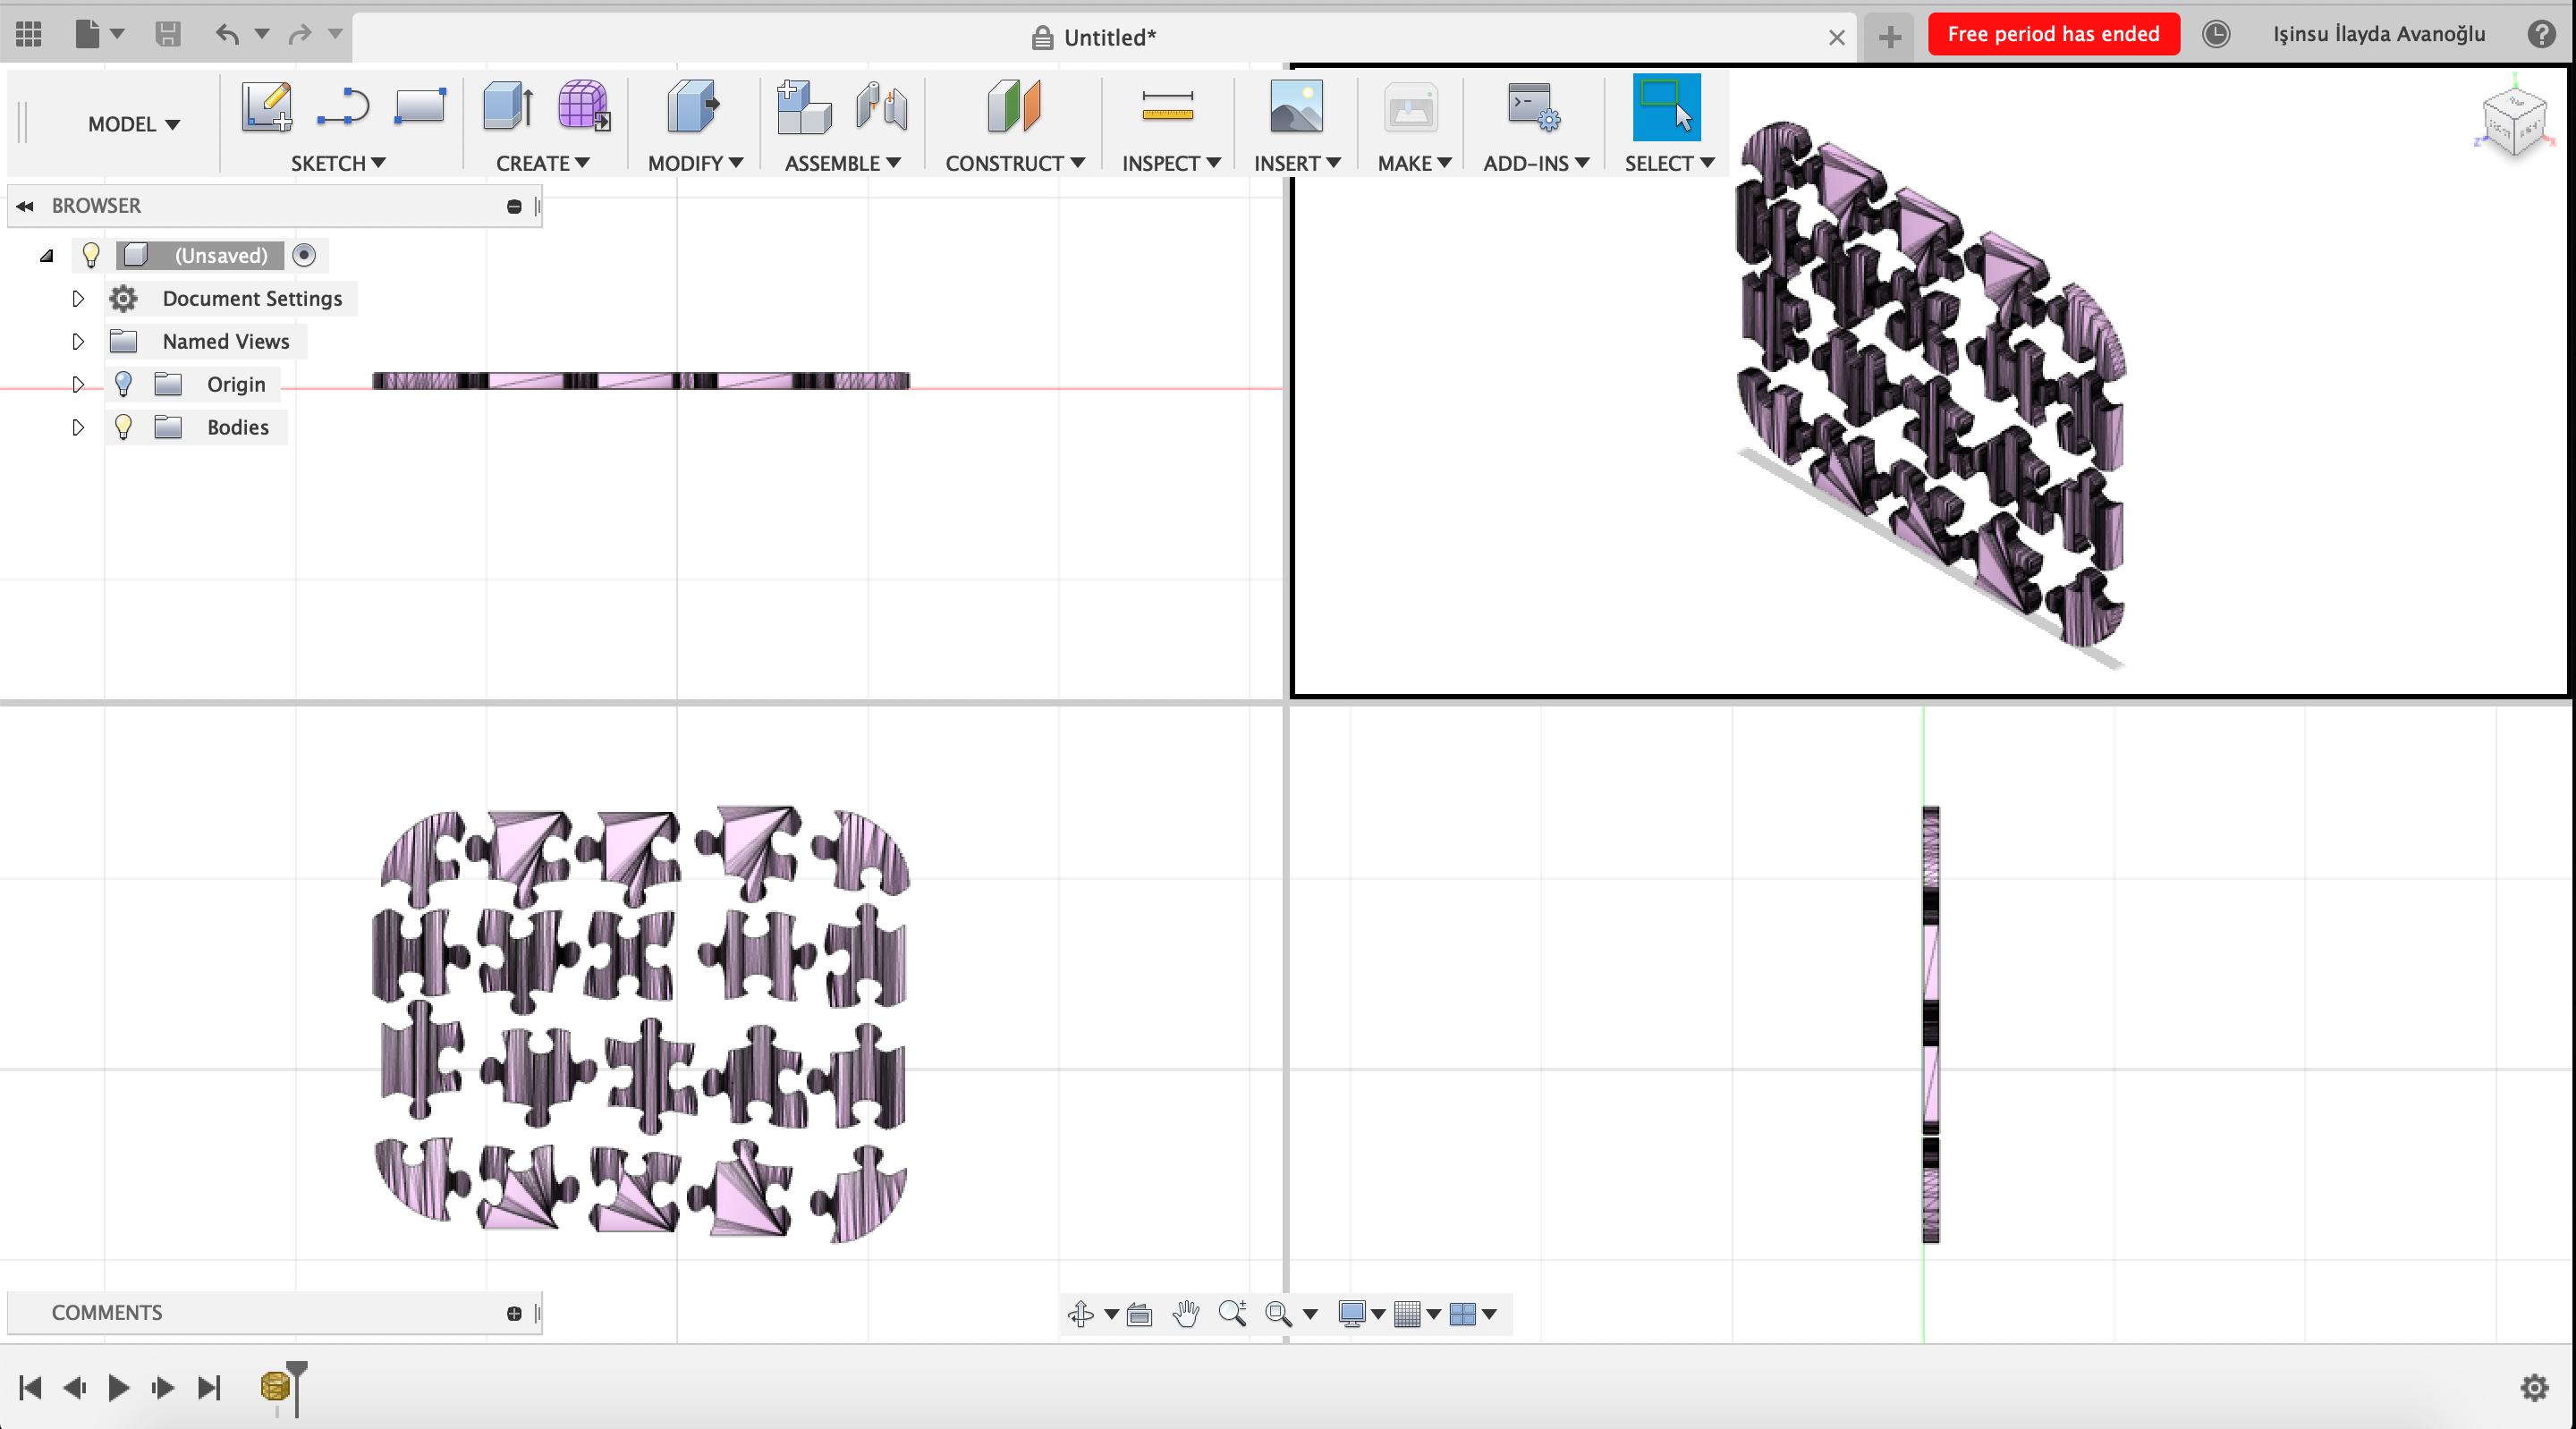 Untitled*
Free period has ended
Işinsu İlayda Avanoğlu
MODEL
SKETCH
CREATE
MODIFY
ASSEMBLE
CONSTRUCT
INSPECT
INSERT
MAKE
ADD-INS
SELECT
BROWSER
(Unsaved)
Document Settings
Named Views
Origin
Bodies
COMMENTS